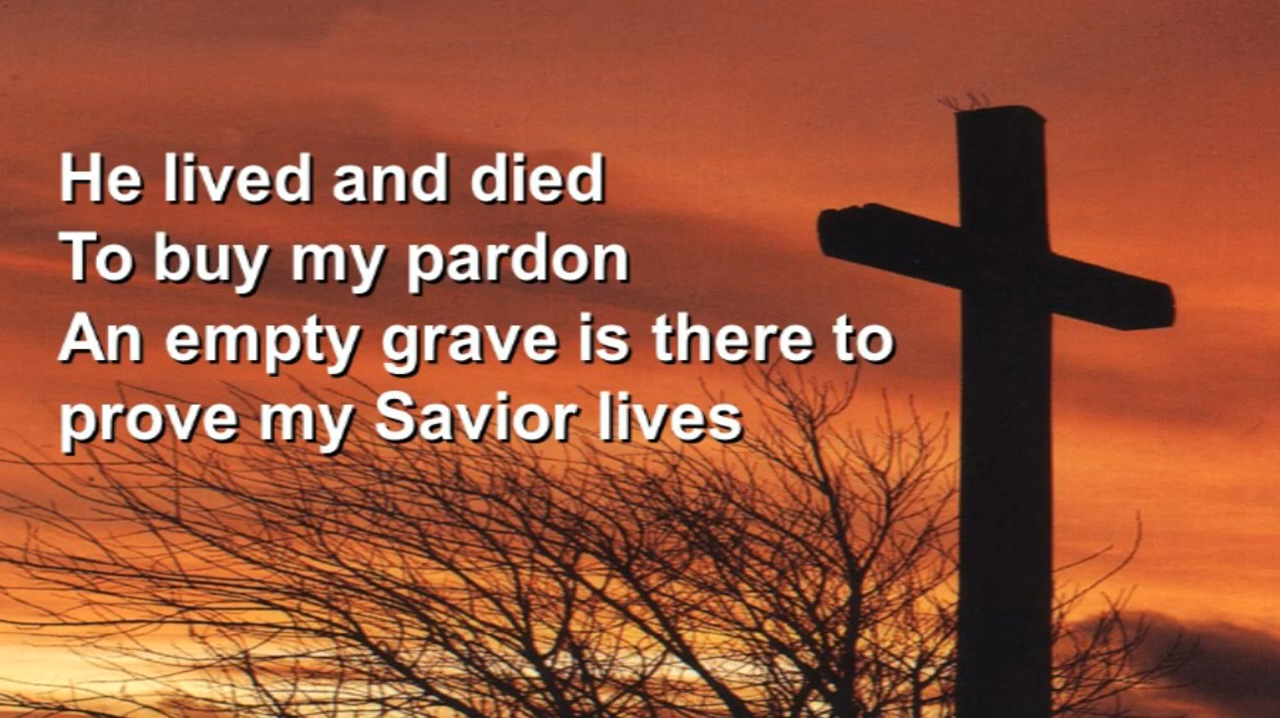 He lived and died
To buy my pardon
An empty grave is there to
prove my Savior lives